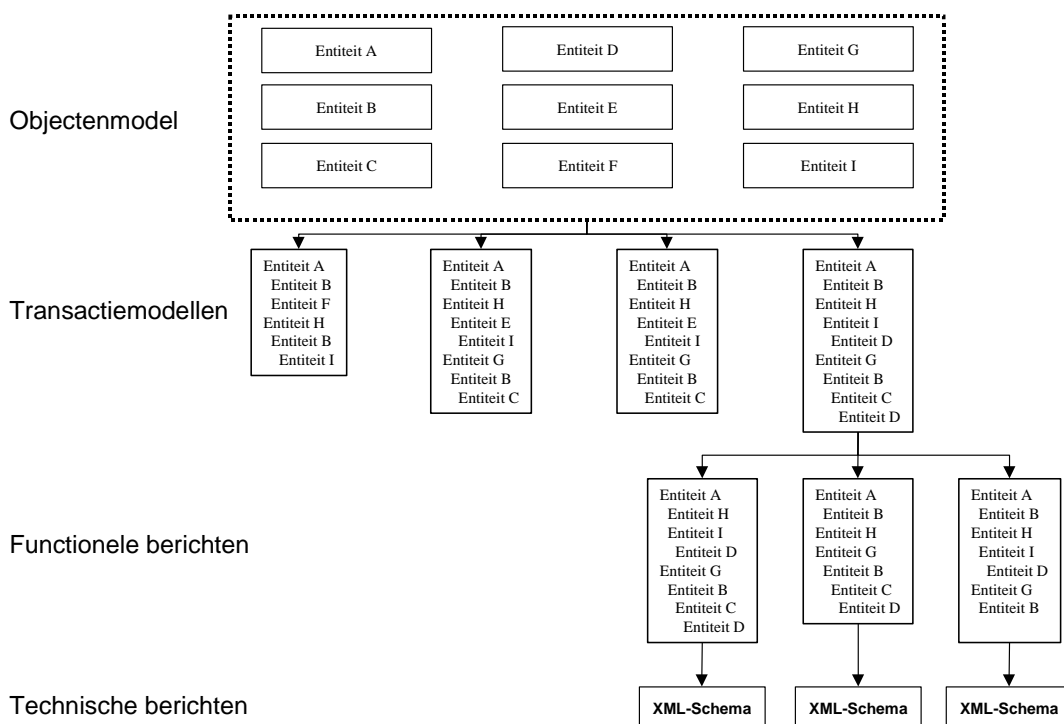 Entiteit A
Entiteit D
Entiteit G
Objectenmodel
Entiteit B
Entiteit E
Entiteit H
Entiteit C
Entiteit F
Entiteit I
Transactiemodellen
Entiteit A
Entiteit B
Entiteit F
Entiteit H
Entiteit B
Entiteit I
Entiteit A
Entiteit B
Entiteit H
Entiteit E
Entiteit I
Entiteit G
Entiteit B
Entiteit C
Entiteit A
Entiteit B
Entiteit H
Entiteit E
Entiteit I
Entiteit G
Entiteit B
Entiteit C
Entiteit A
Entiteit B
Entiteit H
Entiteit I
Entiteit D
Entiteit G
Entiteit B
Entiteit C
Entiteit D
Functionele berichten
Entiteit A
Entiteit H
Entiteit I
Entiteit D
Entiteit G
Entiteit B
Entiteit C
Entiteit D
Entiteit A
Entiteit B
Entiteit H
Entiteit G
Entiteit B
Entiteit C
Entiteit D
Entiteit A
Entiteit B
Entiteit H
Entiteit I
Entiteit D
Entiteit G
Entiteit B
Technische berichten
XML-Schema
XML-Schema
XML-Schema